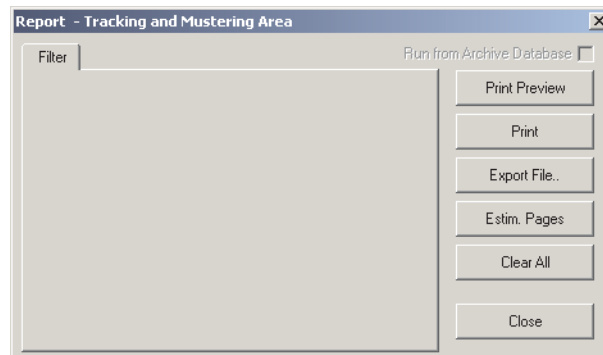 Report - Tracking and Mustering Area
Filter
Run from Archive Database
Print Preview
Print
Export File..
Estim. Pages
Clear All
Close